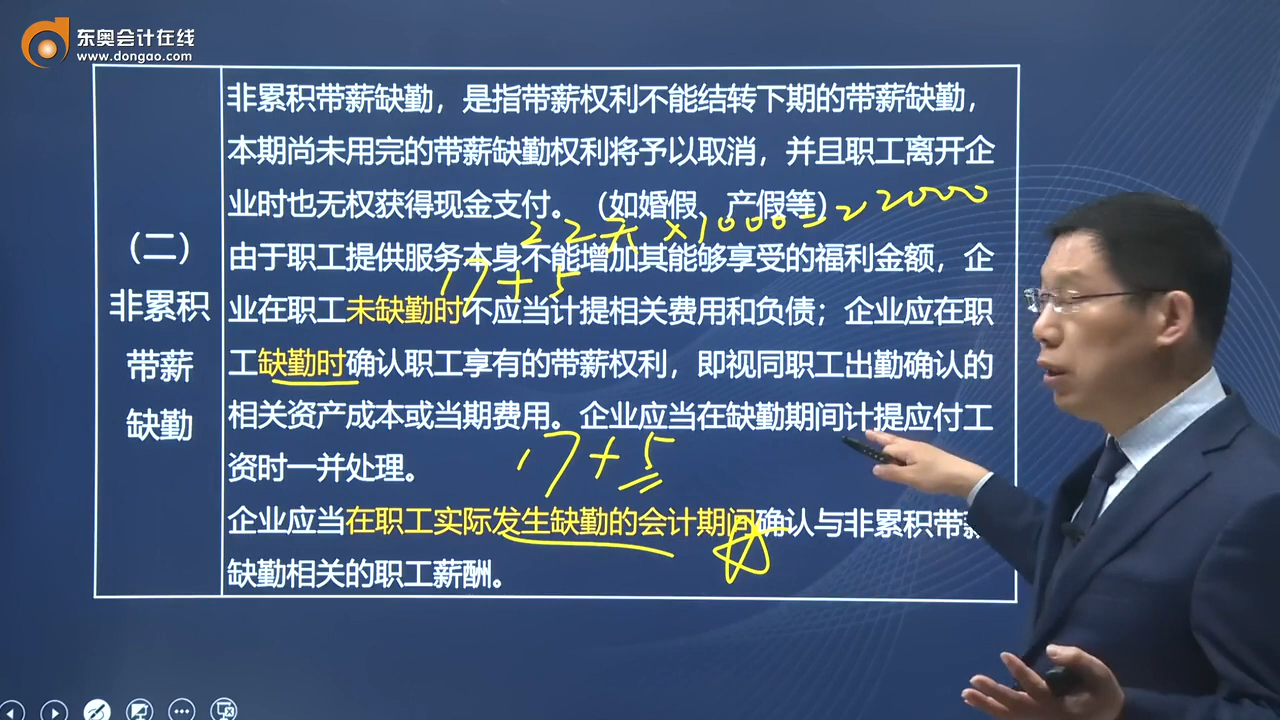 东奥会计在线
www.dongao.com
非累积带薪缺勤，是指带薪权利不能结转下期的带薪缺勤，
本期尚未用完的带薪缺勤权利将予以取消，并且职工离开企
业时也无权获得现金支付。（如婚假、产假等）
22天×1000=22000
由于职工提供服务本身不能增加其能够享受的福利金额，企
17+5
业在职工未缺勤时不应当计提相关费用和负债；企业应在职
工缺勤时确认职工享有的带薪权利，即视同职工出勤确认的
相关资产成本或当期费用。企业应当在缺勤期间计提应付工
17+5
资时一并处理。
企业应当在职工实际发生缺勤的会计期间确认与非累积带薪
缺勤相关的职工薪酬。
（二）
非累积
带薪
缺勤